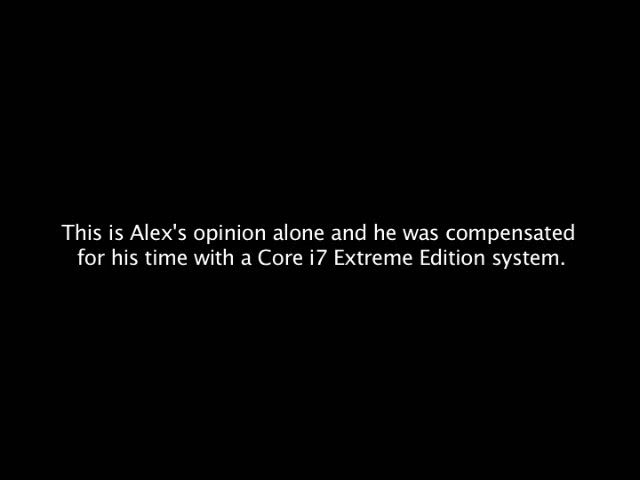 This is Alex's opinion alone and he was compensated
for his time with a Core i7 Extreme Edition system.